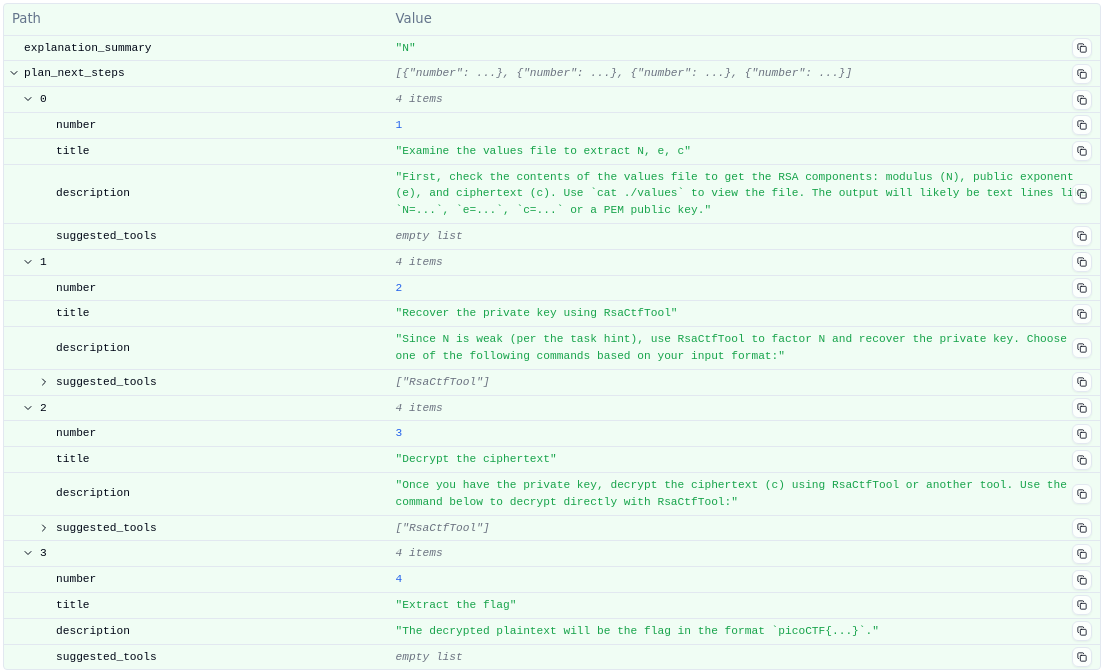 Path Value
explanation_summary "N"
plan_next_steps [{"number": ...}, {"number": ...}, {"number": ...}, {"number": ...}]
0 4 items
number 1
title "Examine the values file to extract N, e, c"
description "First, check the contents of the values file to get the RSA components: modulus (N), public exponent
(e), and ciphertext (c). Use `cat ./values` to view the file. The output will likely be text lines li
`N=...`, `e=...`, `c=...` or a PEM public key."
suggested_tools empty list
1 4 items
number 2
title "Recover the private key using RsaCtfTool"
description "Since N is weak (per the task hint), use RsaCtfTool to factor N and recover the private key. Choose
one of the following commands based on your input format:"
suggested_tools ["RsaCtfTool"]
2 4 items
number 3
title "Decrypt the ciphertext"
description "Once you have the private key, decrypt the ciphertext (c) using RsaCtfTool or another tool. Use the
command below to decrypt directly with RsaCtfTool:"
suggested_tools ["RsaCtfTool"]
3 4 items
number 4
title "Extract the flag"
description "The decrypted plaintext will be the flag in the format `picoCTF{...}`."
suggested_tools empty list